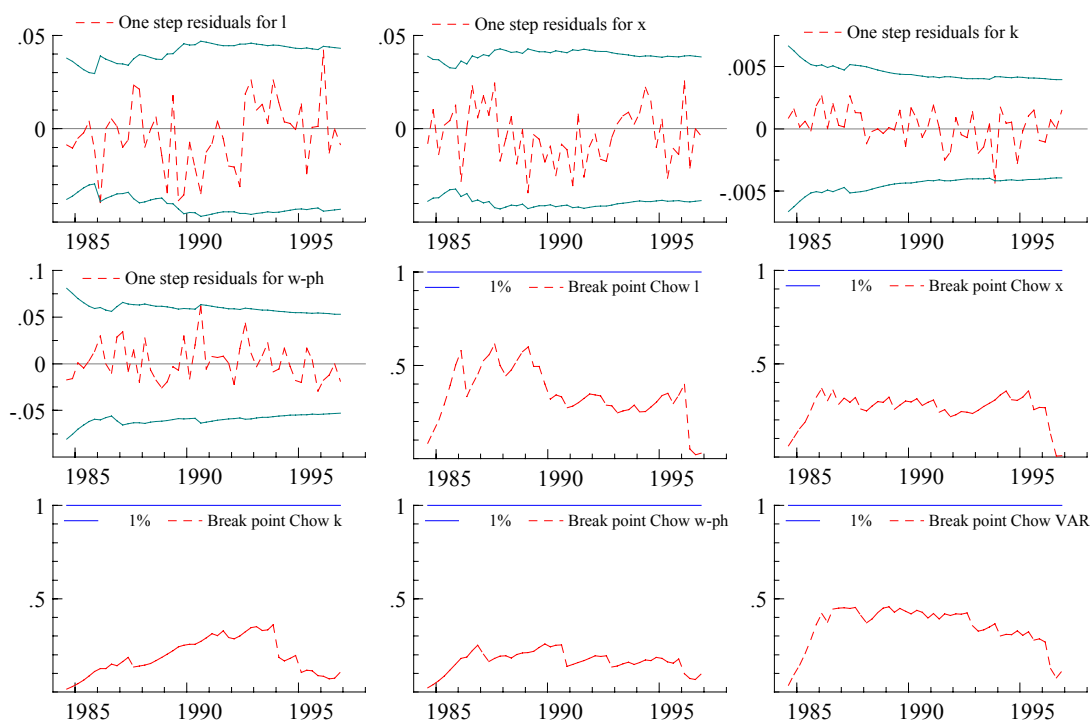 One step residuals for l
.05
0
1985 1990 1995
One step residuals for x
.05
0
1985 1990 1995
One step residuals for k
.005
0
-.005
1985 1990 1995
One step residuals for w-ph
.1
.05
0
-.05
1985 1990 1995
1
1% Break point Chow l
.5
1985 1990 1995
1
1% Break point Chow x
.5
1985 1990 1995
1
1% Break point Chow k
.5
1985 1990 1995
1
1% Break point Chow w-ph
.5
1985 1990 1995
1
1% Break point Chow VAR
.5
1985 1990 1995